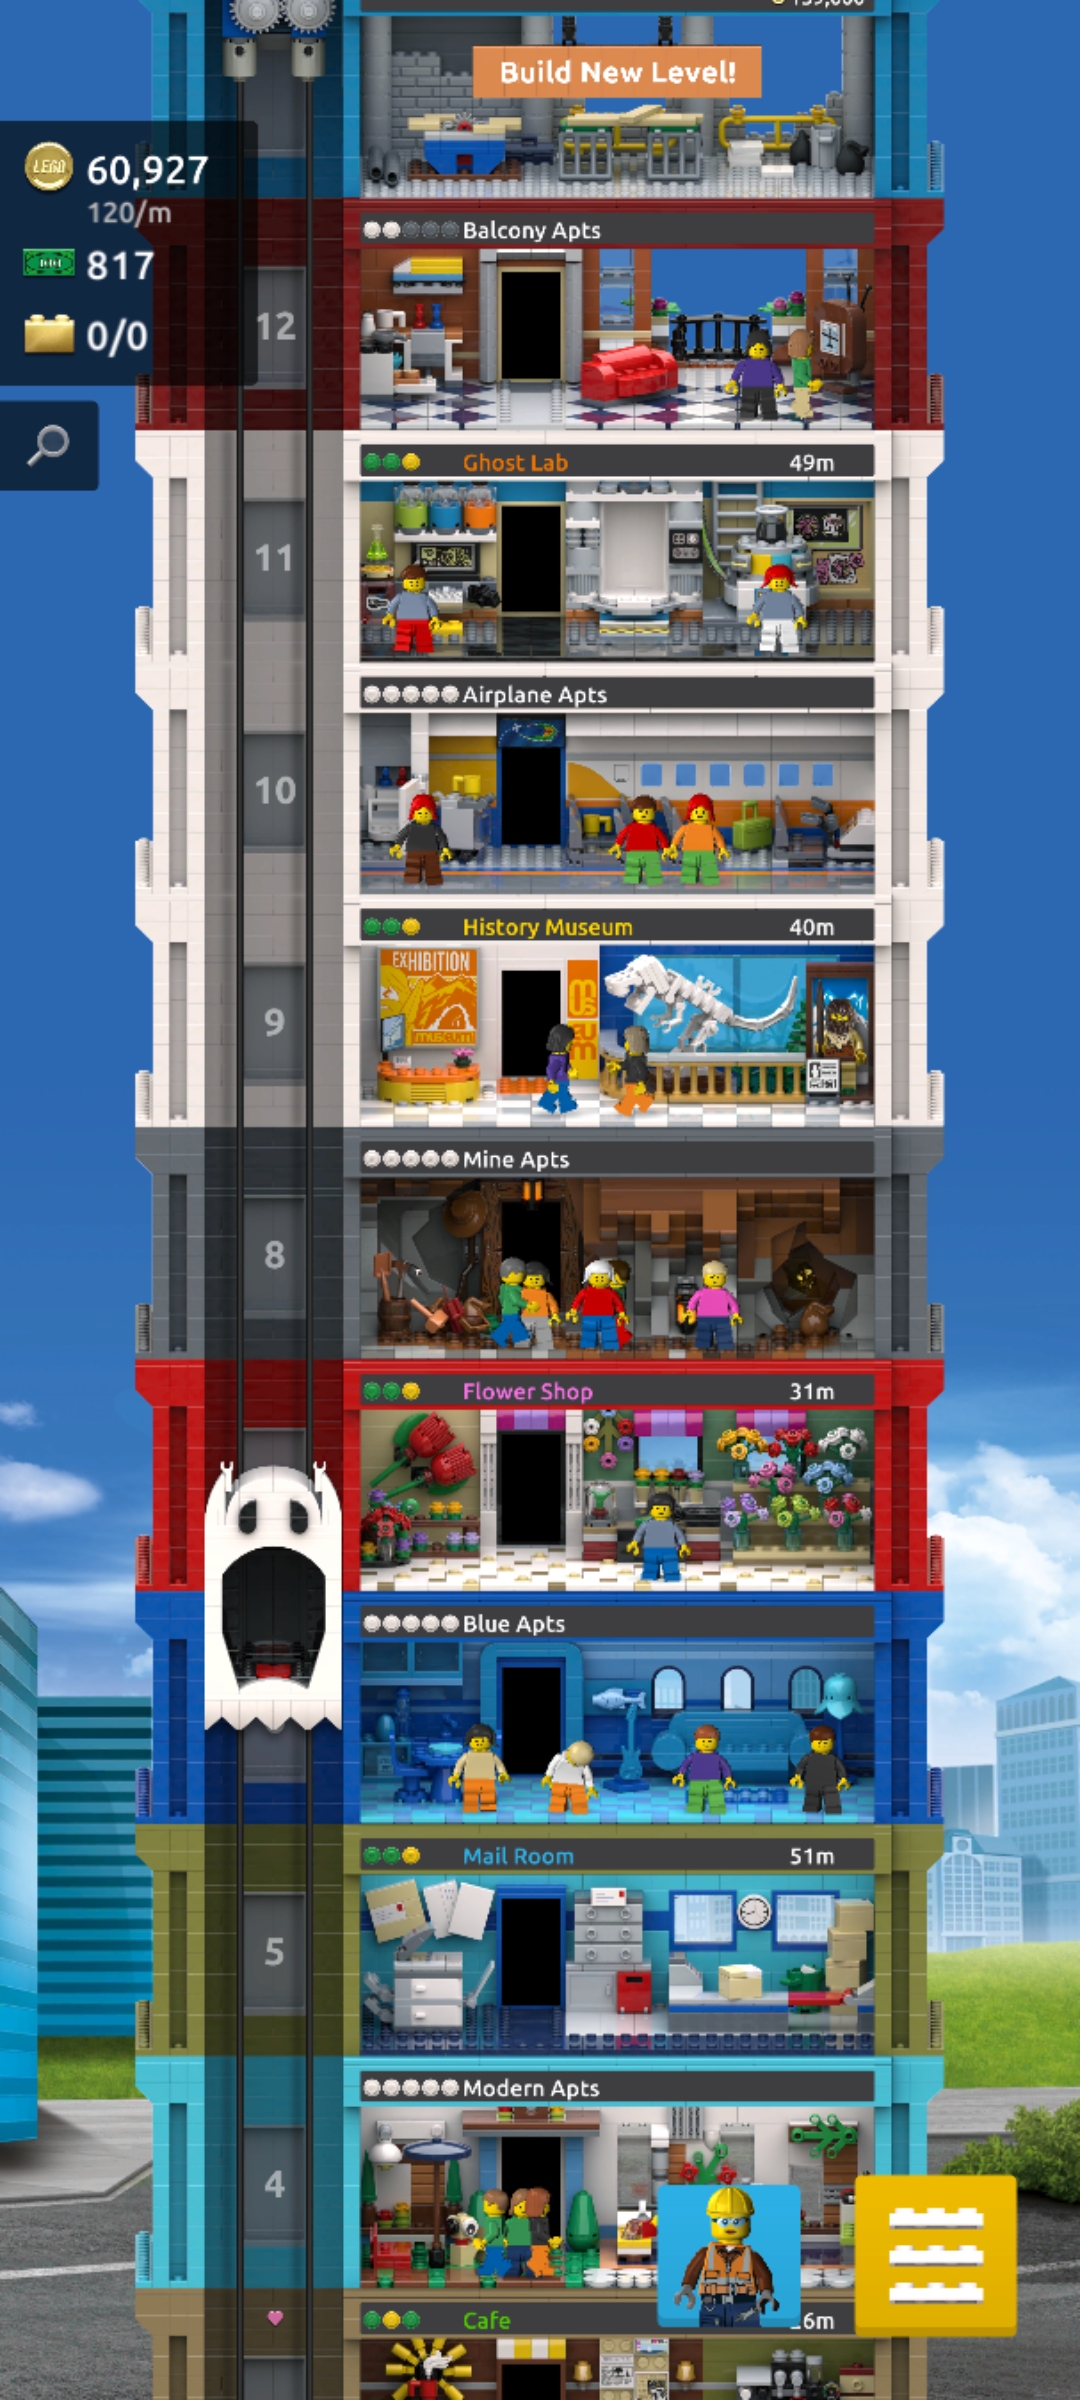 Build New Level!
LEGO 60,927
120/m
817
0/0
Balcony Apts
12
Ghost Lab 49m
11
Airplane Apts
10
History Museum 40m
EXHIBITION
museum!
9
Mine Apts
8
Flower Shop 31m
Blue Apts
Mail Room 51m
5
Modern Apts
4
Cafe 6m